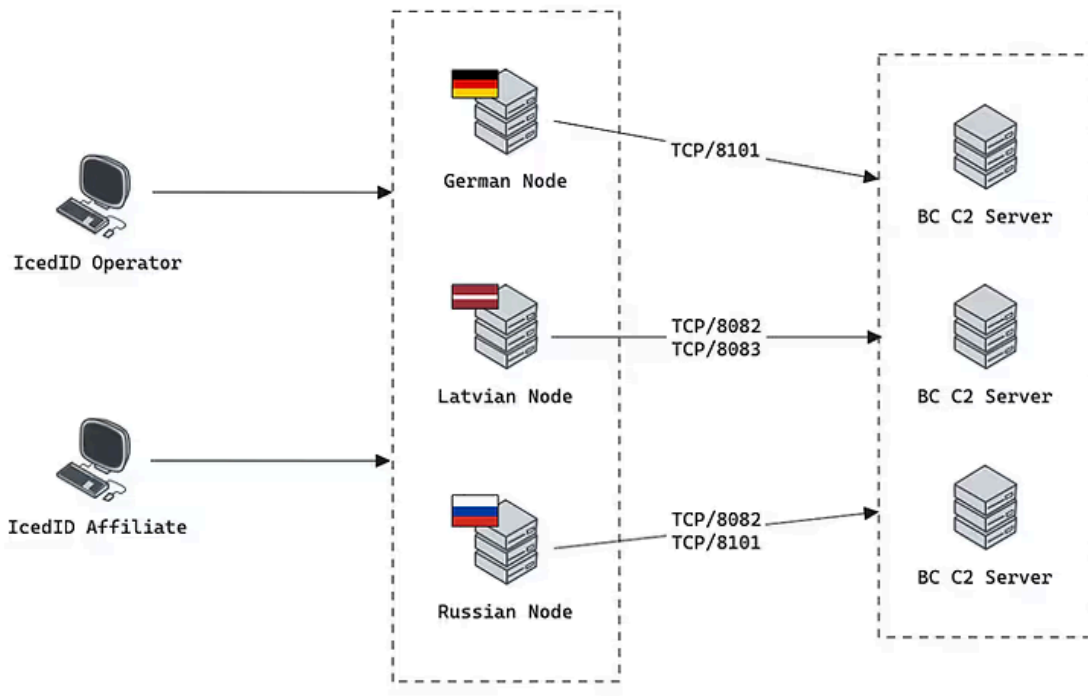 German Node
TCP/8101
BC C2 Server
IcedID Operator
Latvian Node
TCP/8082
TCP/8083
BC C2 Server
IcedID Affiliate
Russian Node
TCP/8082
TCP/8101
BC C2 Server